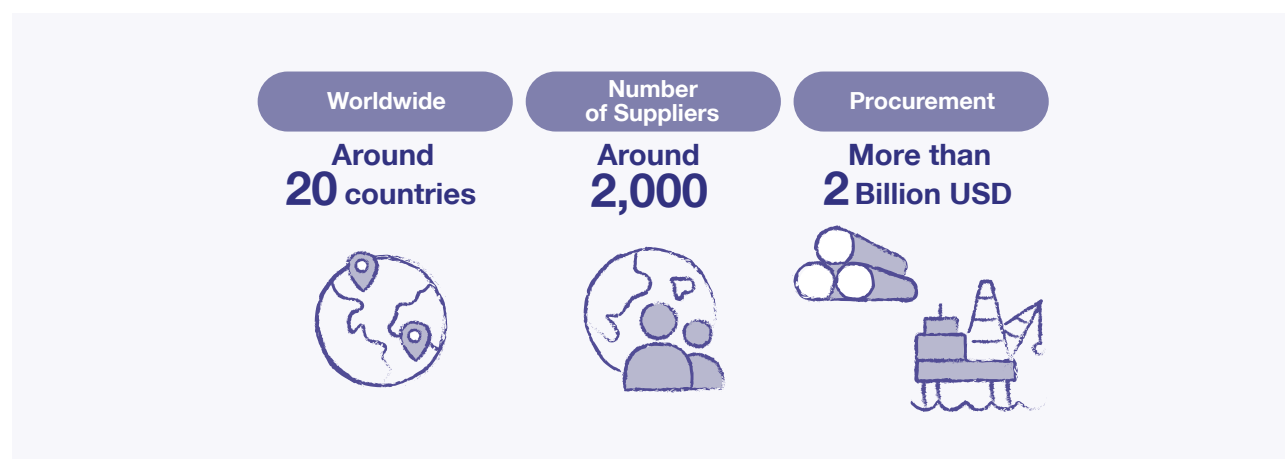 Worldwide
Around
20 countries
Number
of Suppliers
Around
2,000
Procurement
More than
2 Billion USD